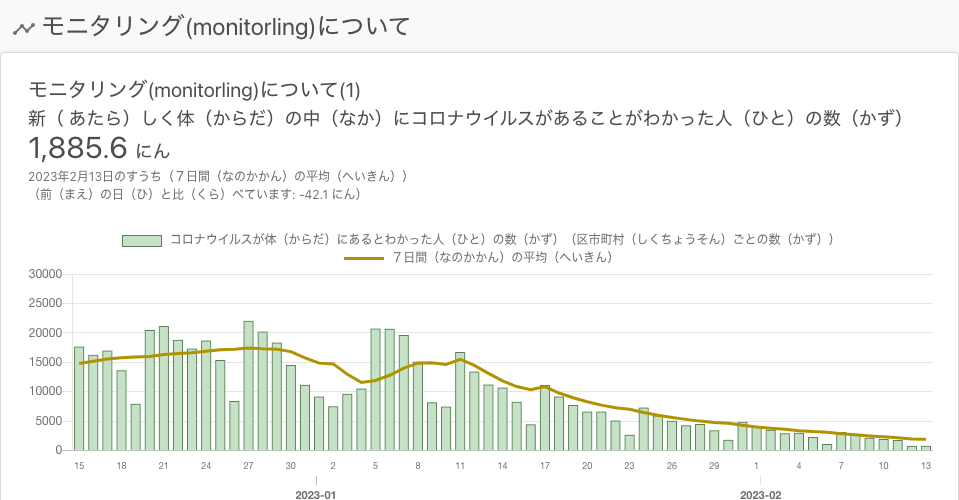 モニタリング(monitorling)について
モニタリング(monitorling)について(1)
新（ あたら）しく体（からだ）の中（なか）にコロナウイルスがあることがわかった人（ひと）の数（かず）
1,885.6 にん
2023年2月13日のすうち（７日間（なのかかん）の平均（へいきん））
（前（まえ）の日（ひ）と比（くら）べています: -42.1 にん）
コロナウイルスが体（からだ）にあるとわかった人（ひと）の数（かず）（区市町村（しくちょうそん）ごとの数（かず））
７日間（なのかかん）の平均（へいきん）
30000
25000
20000
15000
10000
5000
0
15 18 21 24 27 30 2 5 8 11 14 17 20 23 26 29 1 4 7 10 13
2023-01 2023-02